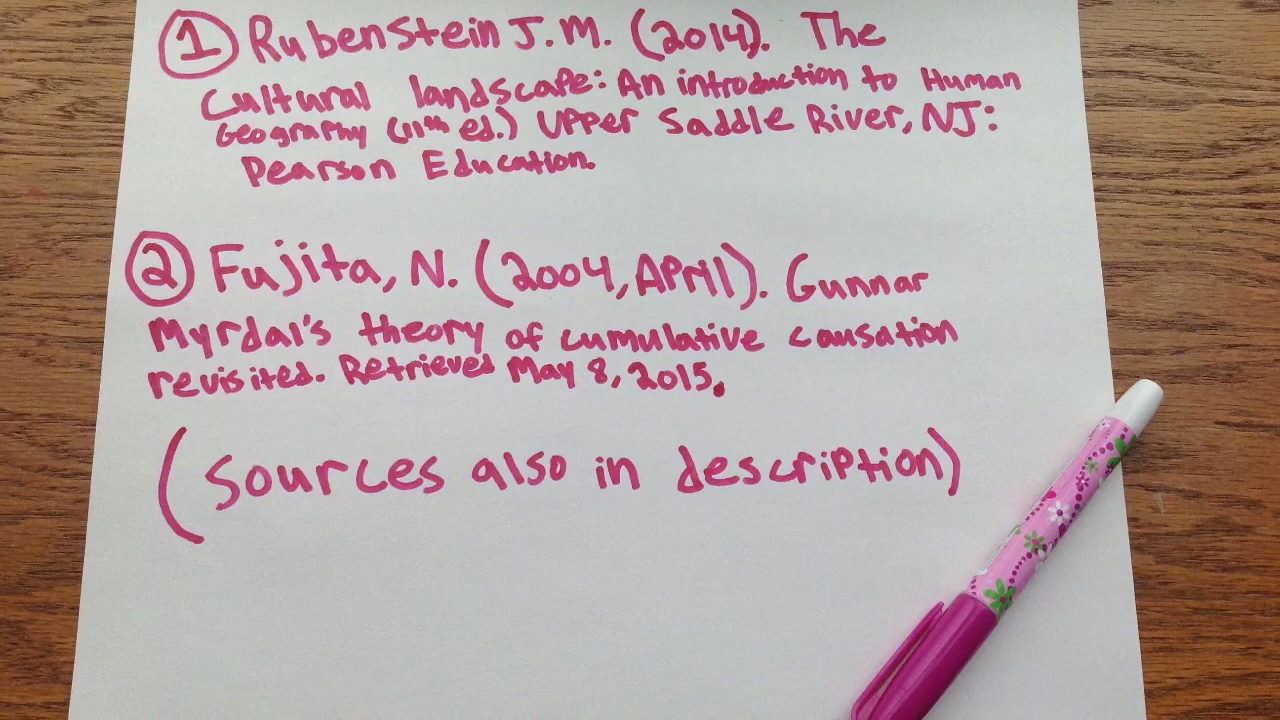 ① Rubenstein J.M. (2014). The
Cultural landscape: An introduction to Human
Geography (11th ed.) Upper Saddle River, NJ:
Pearson Education.
② Fujita, N. (2004, April). Gunnar
Myrdal's theory of cumulative causation
revisited. Retrieved May 8, 2015.
(Sources also in description)